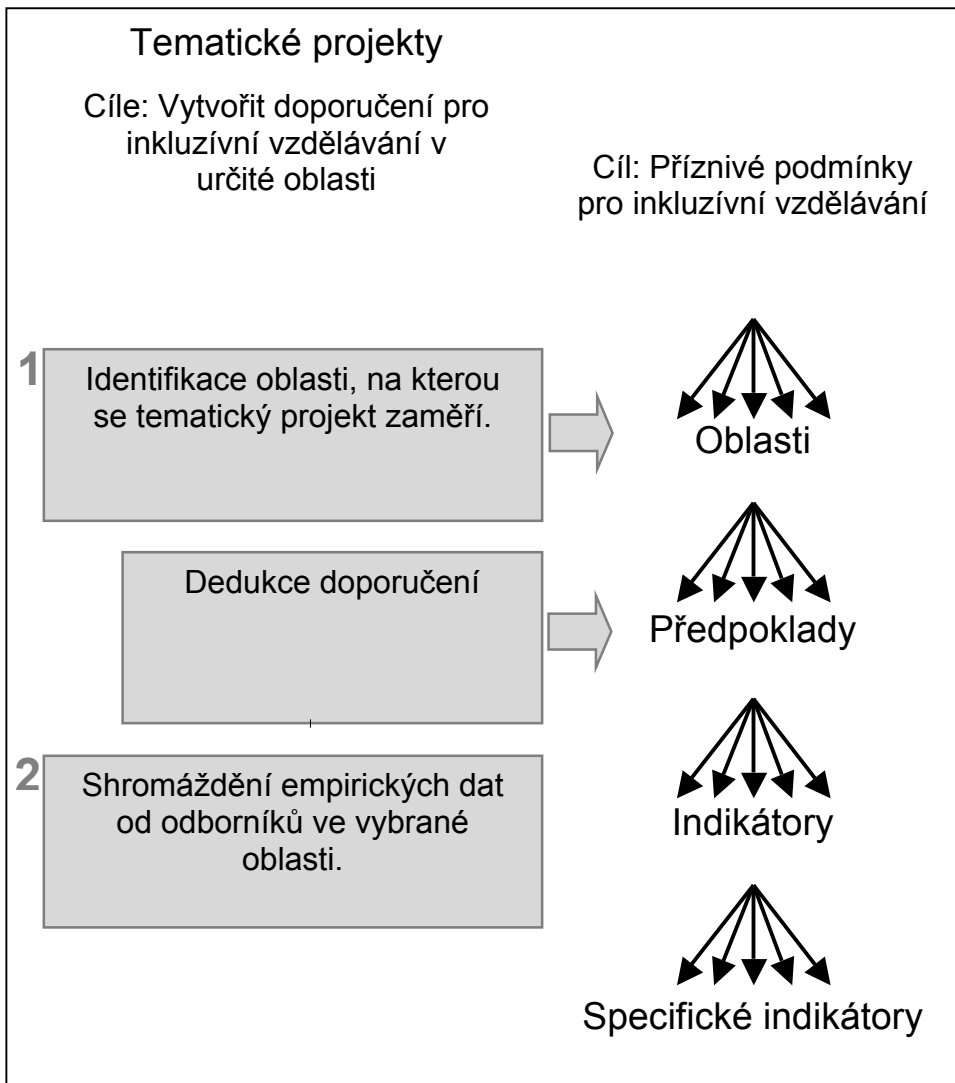 Tematické projekty
Cíle: Vytvořit doporučení pro
inkluzívní vzdělávání v
určité oblasti
Cíl: Příznivé podmínky
pro inkluzívní vzdělávání
1
Identifikace oblasti, na kterou
se tematický projekt zaměří.
Oblasti
Dedukce doporučení
Předpoklady
2
Shromáždění empirických dat
od odborníků ve vybrané
oblasti.
Indikátory
Specifické indikátory